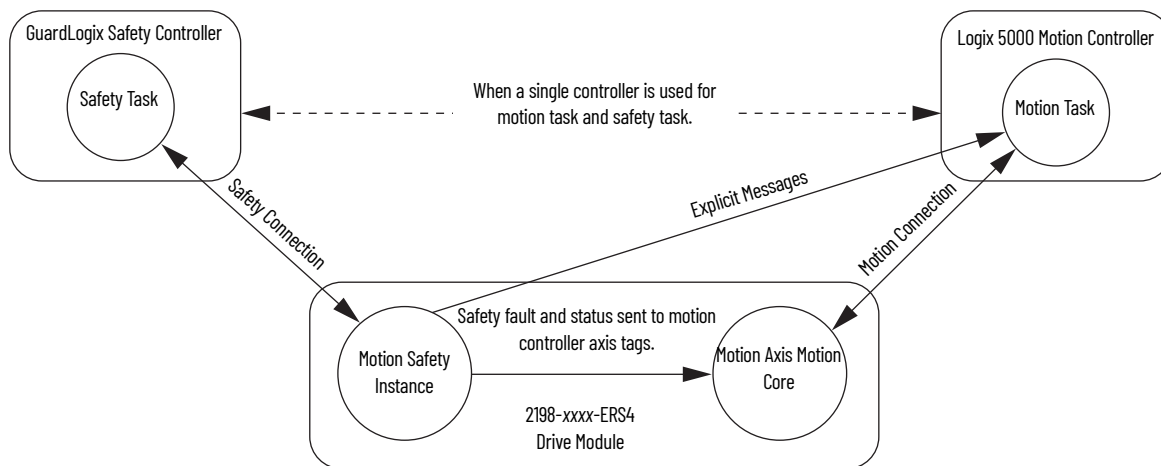 GuardLogix Safety Controller
Safety Task
Logix 5000 Motion Controller
Motion Task
When a single controller is used for
motion task and safety task.
Safety Connection
Explicit Messages
Motion Connection
Safety fault and status sent to motion
controller axis tags.
Motion Safety
Instance
Motion Axis Motion
Core
2198-xxxx-ERS4
Drive Module